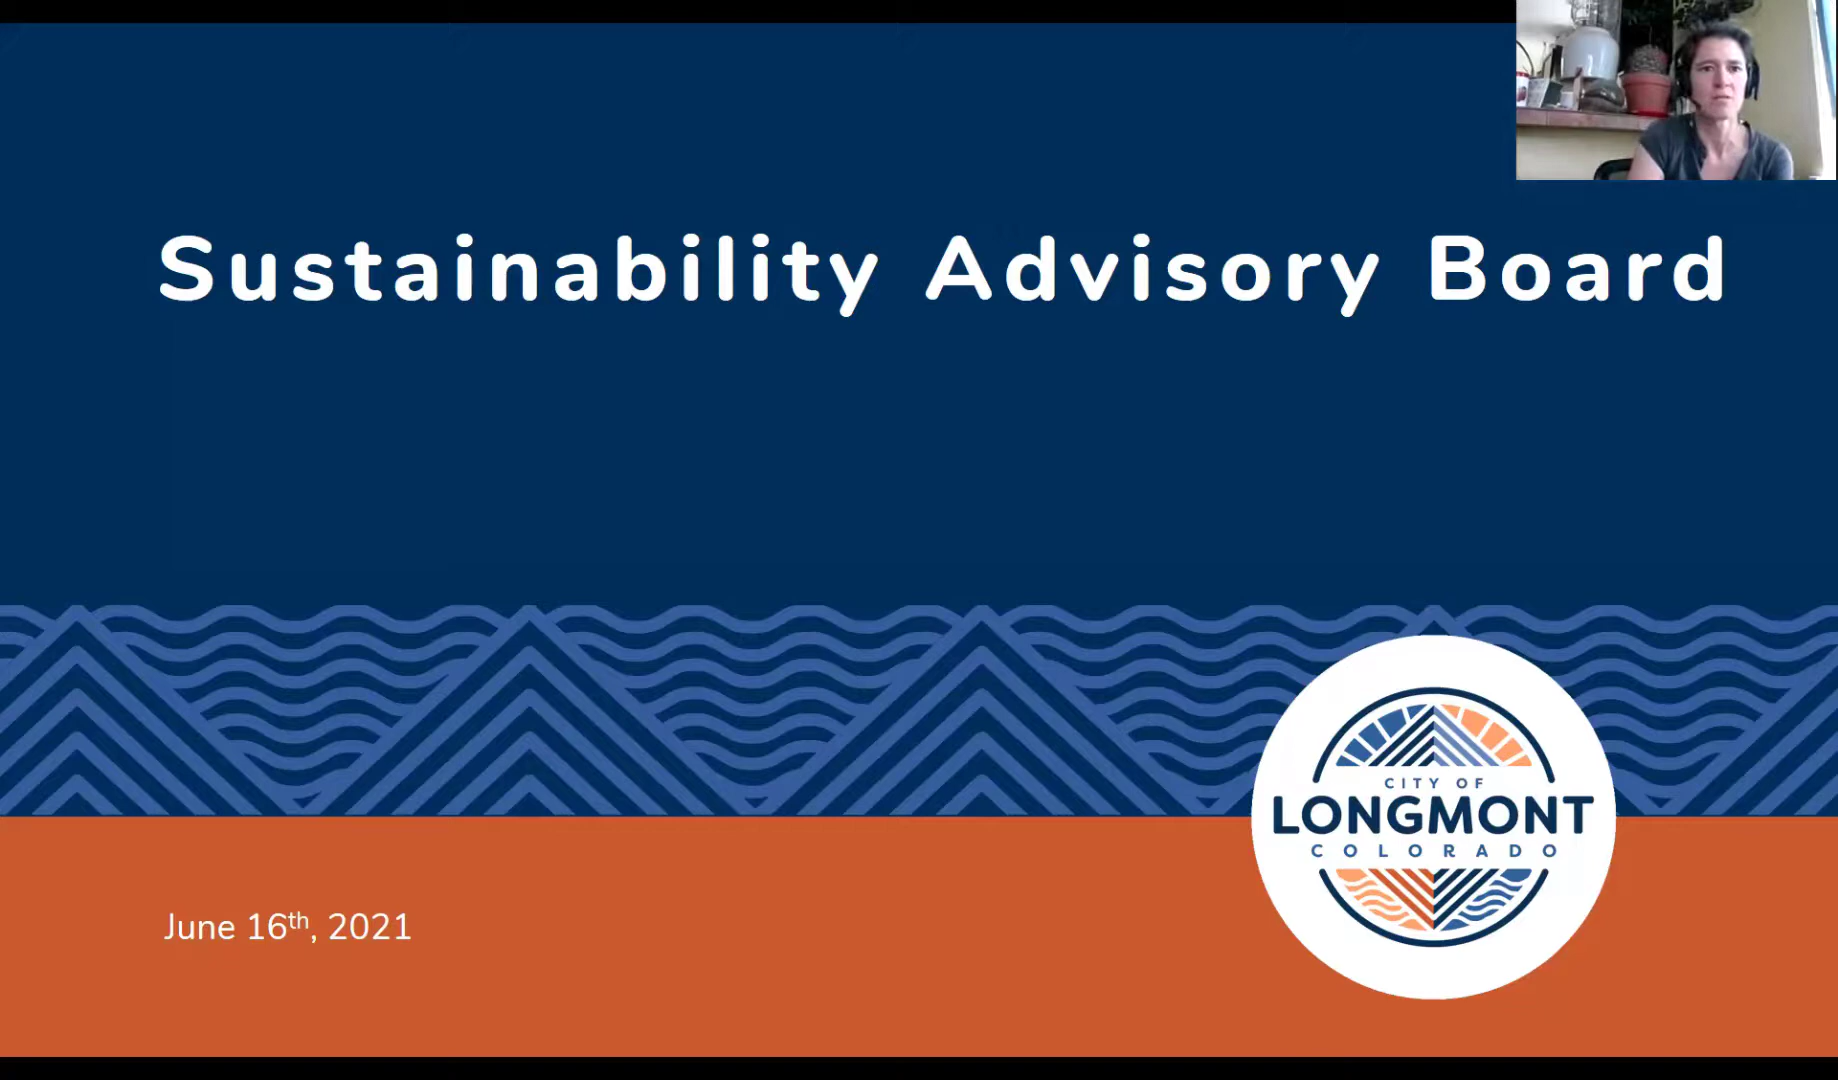 Sustainability Advisory Board
CITY OF
LONGMONT
COLORADO
June 16th, 2021